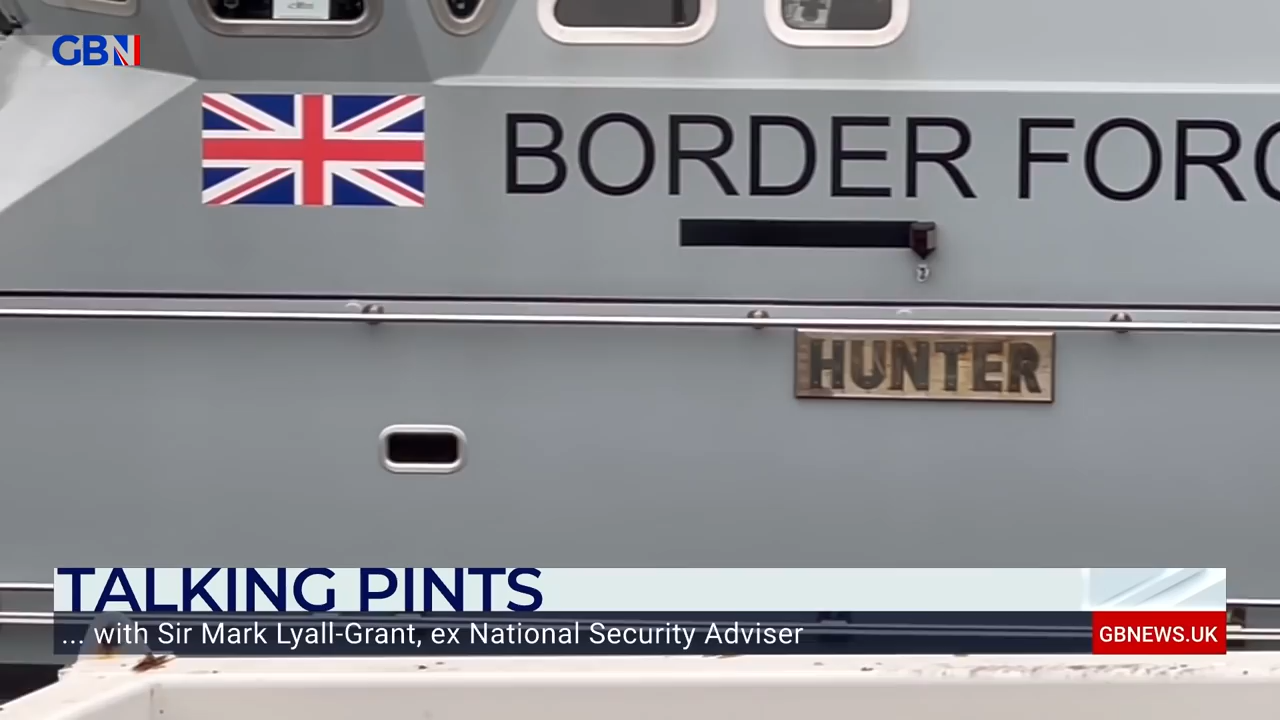 GBN
BORDER FORC
HUNTER
TALKING PINTS
... with Sir Mark Lyall-Grant, ex National Security Adviser
GBNEWS.UK